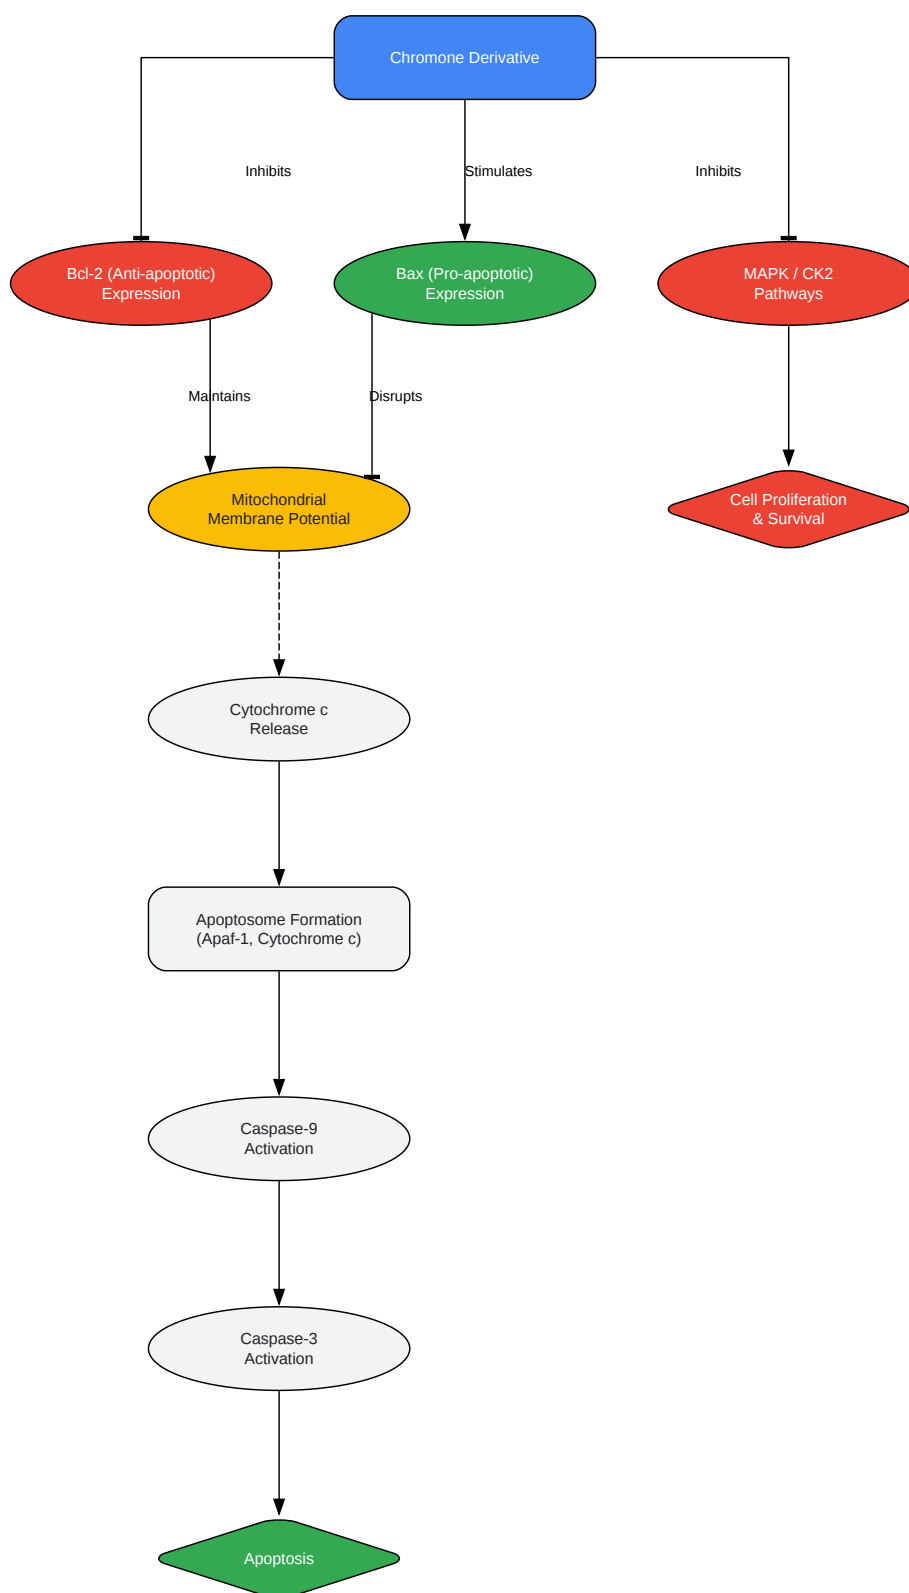 Chromone Derivative
Inhibits
Stimulates
Inhibits
Bcl-2 (Anti-apoptotic)
Expression
Bax (Pro-apoptotic)
Expression
MAPK / CK2
Pathways
Maintains
Disrupts
Mitochondrial
Membrane Potential
Cell Proliferation
& Survival
Cytochrome c
Release
Apoptosome Formation
(Apaf-1, Cytochrome c)
Caspase-9
Activation
Caspase-3
Activation
Apoptosis